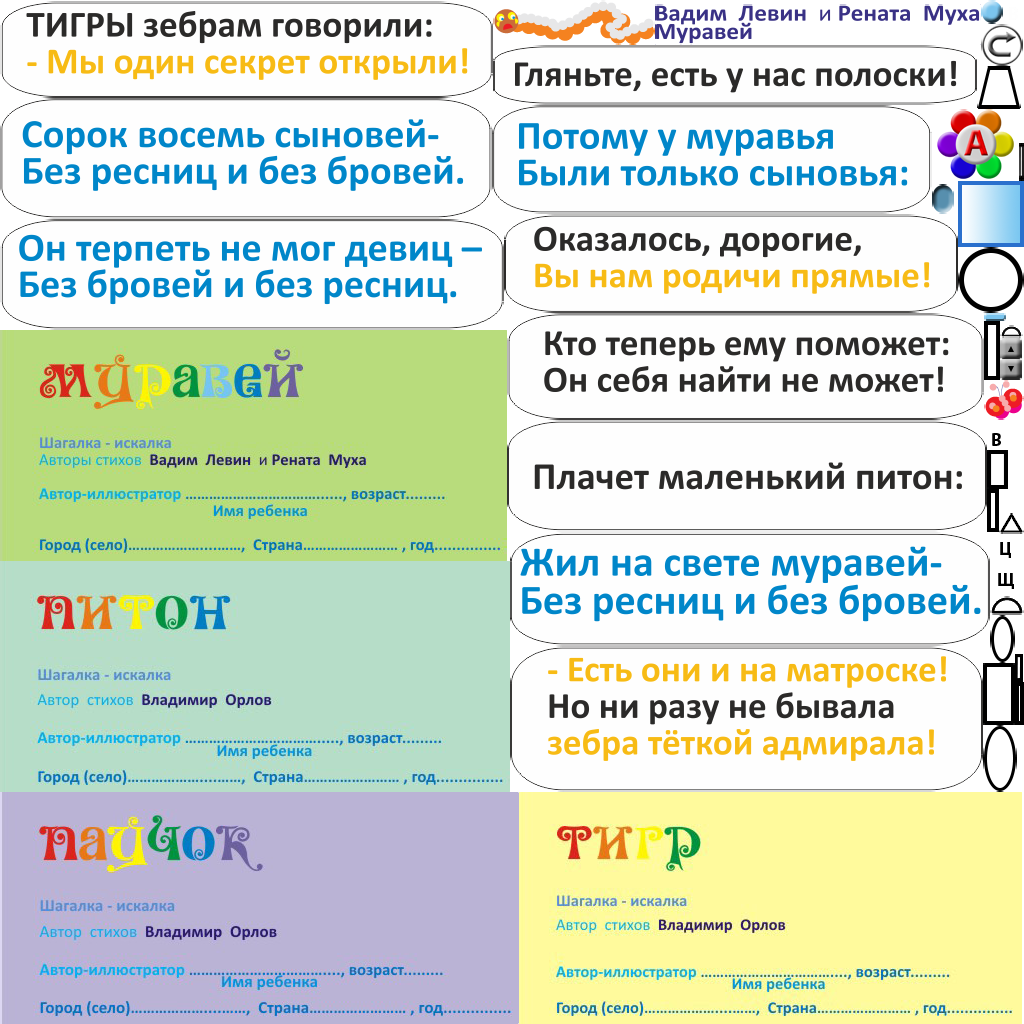 ТИГРЫ зебрам говорили:
- Мы один секрет открыли!
Вадим Левин и Рената Муха
Муравей
Гляньте, есть у нас полоски!
Сорок восемь сыновей-
Без ресниц и без бровей.
Потому у муравья
Были только сыновья:
А
Он терпеть не мог девиц –
Без бровей и без ресниц.
Оказалось, дорогие,
Вы нам родичи прямые!
Кто теперь ему поможет:
Он себя найти не может!
Плачет маленький питон:
В
Жил на свете муравей-
Без ресниц и без бровей.
Ц
Щ
- Есть они и на матроске!
Но ни разу не бывала
зебра тёткой адмирала!
муравей
Шагалка - искалка
Авторы стихов Вадим Левин и Рената Муха
Автор-иллюстратор ................................., возраст.........
Имя ребенка
Город (село)........................, Страна........................ , год...............
питон
Шагалка - искалка
Автор стихов Владимир Орлов
Автор-иллюстратор ................................., возраст.........
Имя ребенка
Город (село)........................, Страна........................ , год...............
паучок
Шагалка - искалка
Автор стихов Владимир Орлов
Автор-иллюстратор ................................., возраст.........
Имя ребенка
Город (село)........................, Страна........................ , год...............
тигр
Шагалка - искалка
Автор стихов Владимир Орлов
Автор-иллюстратор ................................., возраст.........
Имя ребенка
Город (село)........................, Страна........................ , год...............